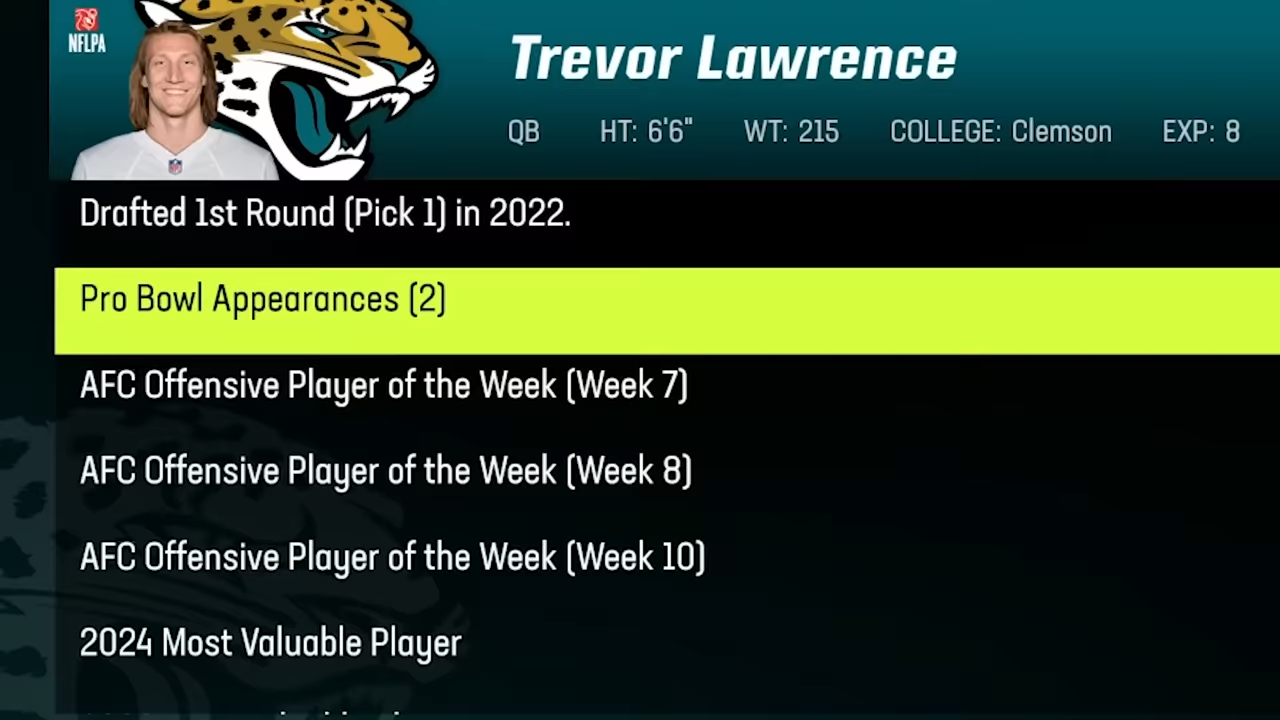 NFLPA
Trevor Lawrence
QB HT: 6'6" WT: 215 COLLEGE: Clemson EXP: 8
Drafted 1st Round (Pick 1) in 2022.
Pro Bowl Appearances (2)
AFC Offensive Player of the Week (Week 7)
AFC Offensive Player of the Week (Week 8)
AFC Offensive Player of the Week (Week 10)
2024 Most Valuable Player